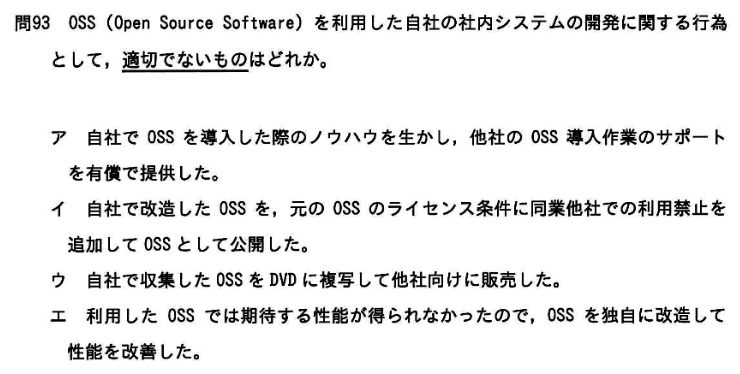 問93　OSS（Open Source Software）を利用した自社の社内システムの開発に関する行為
として，適切でないものはどれか。
ア　自社で OSS を導入した際のノウハウを生かし，他社の OSS 導入作業のサポート
を有償で提供した。
イ　自社で改造した OSS を，元の OSS のライセンス条件に同業他社での利用禁止を
追加して OSS として公開した。
ウ　自社で収集した OSS を DVD に複写して他社向けに販売した。
エ　利用した OSS では期待する性能が得られなかったので，OSS を独自に改造して
性能を改善した。